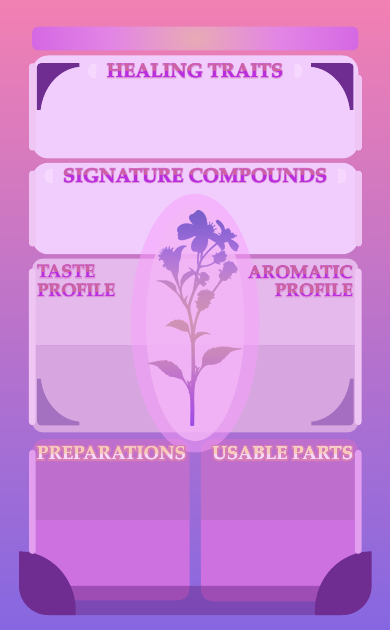 HEALING TRAITS
SIGNATURE COMPOUNDS
TASTE
PROFILE
AROMATIC
PROFILE
PREPARATIONS
USABLE PARTS